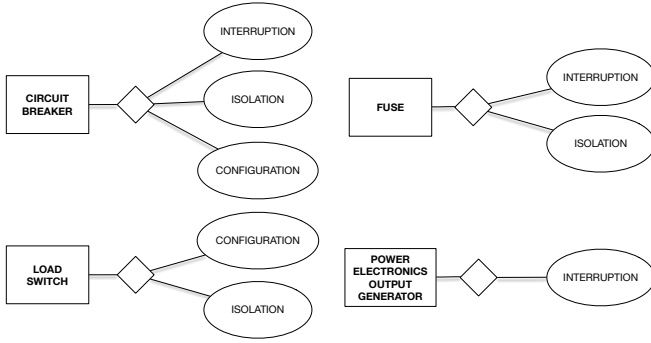 INTERRUPTION
CIRCUIT
BREAKER
ISOLATION
CONFIGURATION
FUSE
INTERRUPTION
ISOLATION
LOAD
SWITCH
CONFIGURATION
ISOLATION
POWER
ELECTRONICS
OUTPUT
GENERATOR
INTERRUPTION